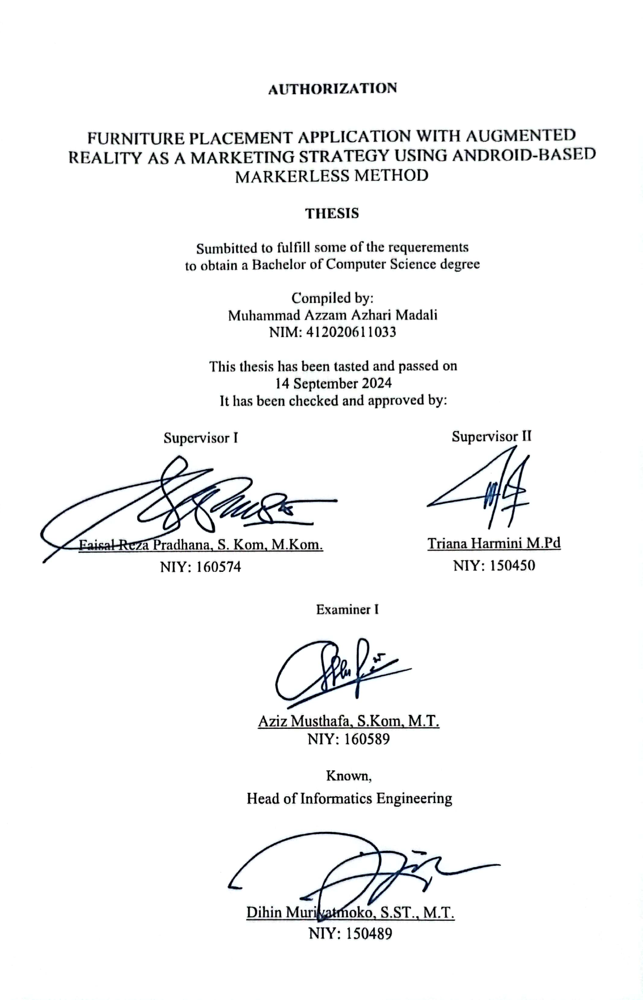 AUTHORIZATION
FURNITURE PLACEMENT APPLICATION WITH AUGMENTED
REALITY AS A MARKETING STRATEGY USING ANDROID-BASED
MARKERLESS METHOD
THESIS
Sumbitted to fulfill some of the requerements
to obtain a Bachelor of Computer Science degree
Compiled by:
Muhammad Azzam Azhari Madali
NIM: 412020611033
This thesis has been tasted and passed on
14 September 2024
It has been checked and approved by:
Supervisor I
Supervisor II
Faisal Reza Pradhana, S. Kom, M.Kom.
Triana Harmini M.Pd
NIY: 160574
NIY: 150450
Examiner I
Aziz Musthafa, S.Kom, M.T.
NIY: 160589
Known,
Head of Informatics Engineering
Dihin Muriyatmoko, S.ST., M.T.
NIY: 150489